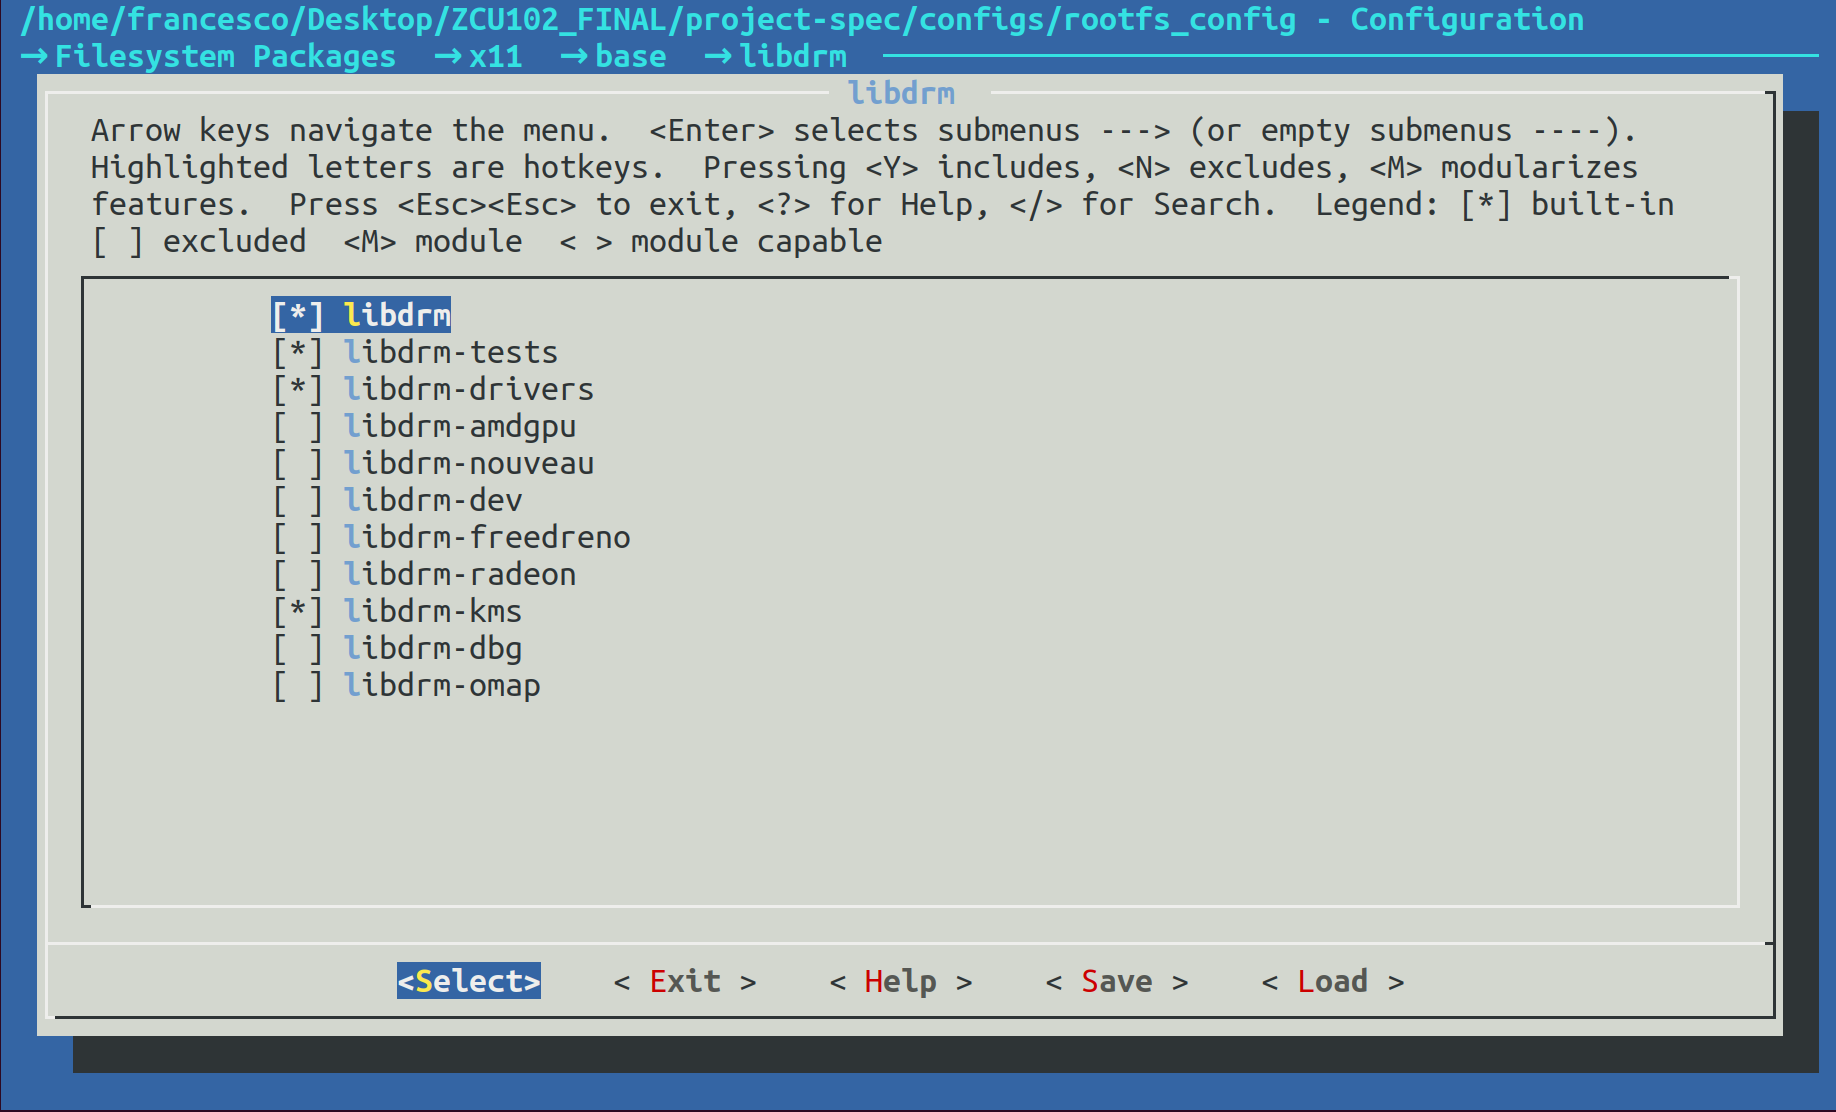 /home/francesco/Desktop/ZCU102_FINAL/project-spec/configs/rootfs_config - Configuration
→Filesystem Packages  →x11  →base  →libdrm
libdrm
Arrow keys navigate the menu.  <Enter> selects submenus ---> (or empty submenus ----).
Highlighted letters are hotkeys.  Pressing <Y> includes, <N> excludes, <M> modularizes
features.  Press <Esc><Esc> to exit, <?> for Help, </> for Search.  Legend: [*] built-in
[ ] excluded  <M> module  < > module capable
[*] libdrm
[*] libdrm-tests
[*] libdrm-drivers
[ ] libdrm-amdgpu
[ ] libdrm-nouveau
[ ] libdrm-dev
[ ] libdrm-freedreno
[ ] libdrm-radeon
[*] libdrm-kms
[ ] libdrm-dbg
[ ] libdrm-omap
<Select>    < Exit >    < Help >    < Save >    < Load >